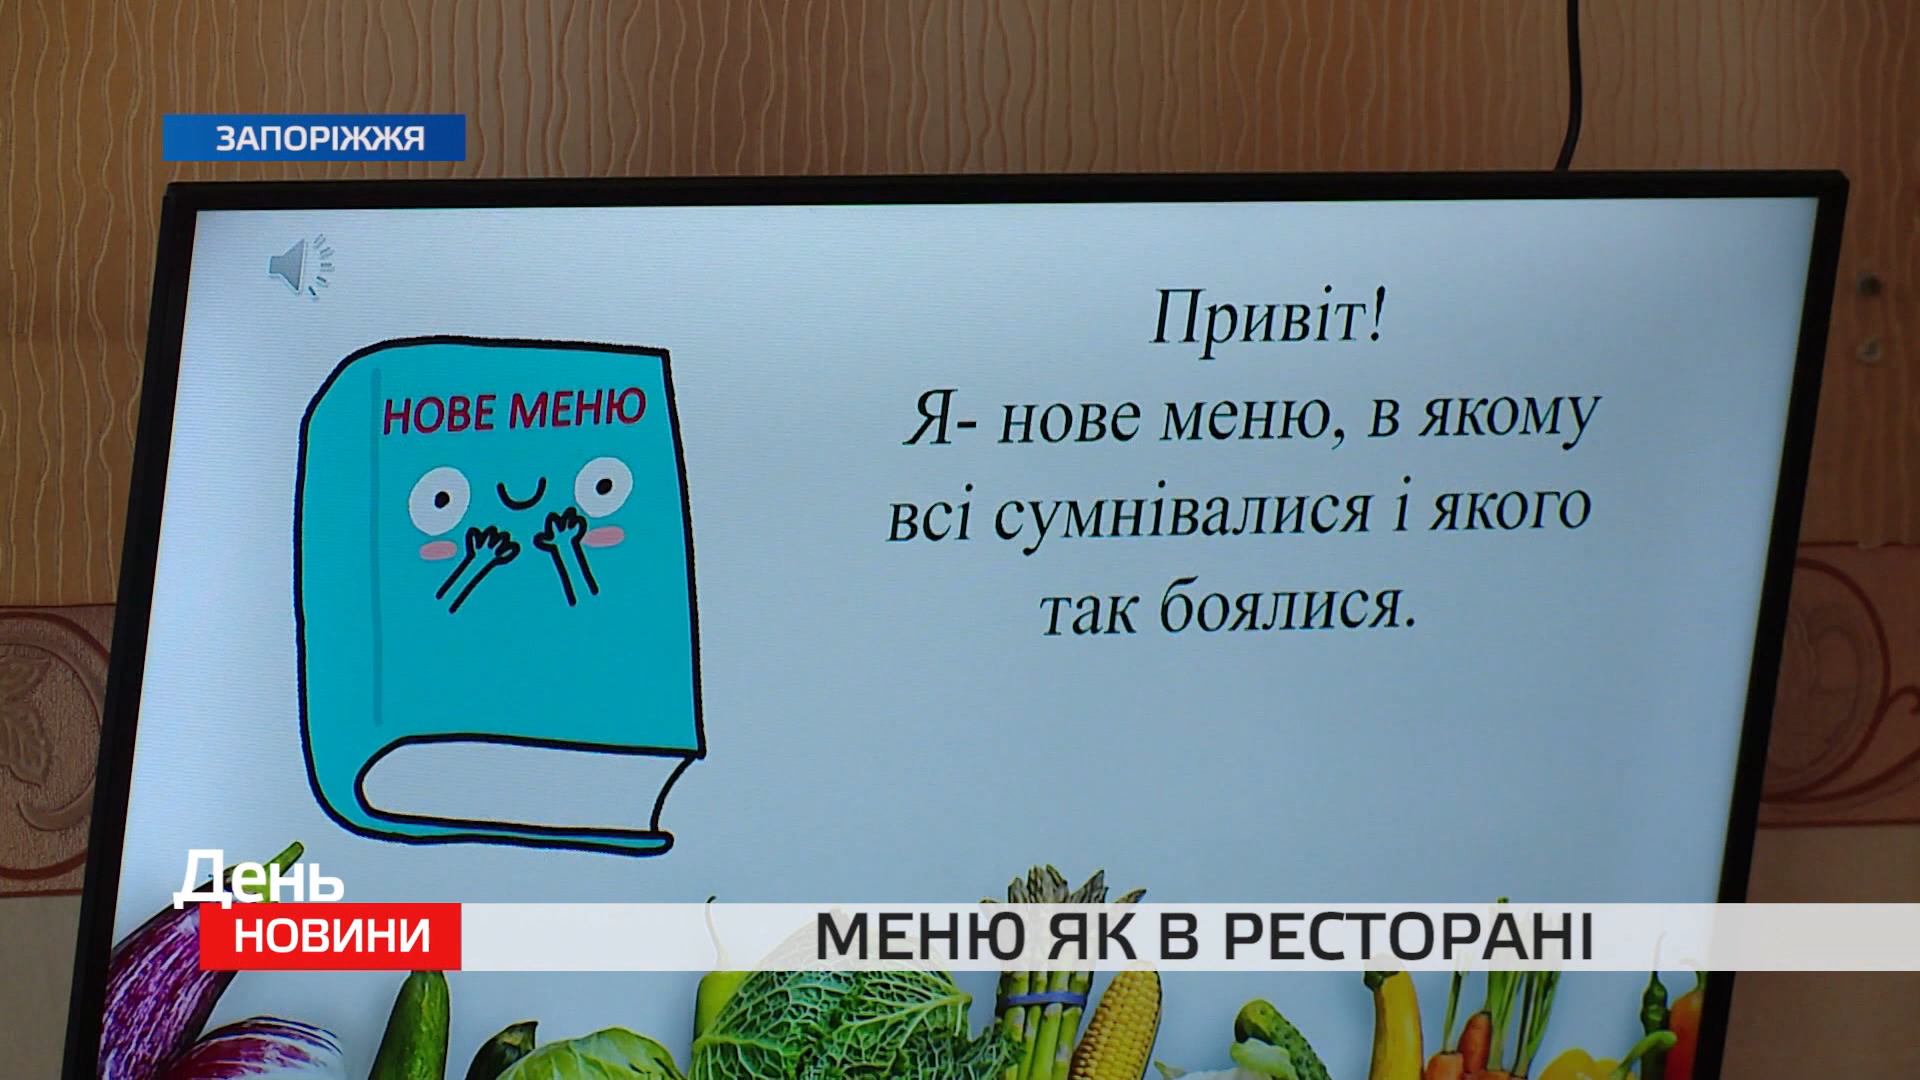 ЗАПОРІЖЖЯ
НОВЕ МЕНЮ
Привіт!
Я- нове меню, в якому
всі сумнівалися і якого
так боялися.
День
НОВИНИ
МЕНЮ ЯК В РЕСТОРАНІ